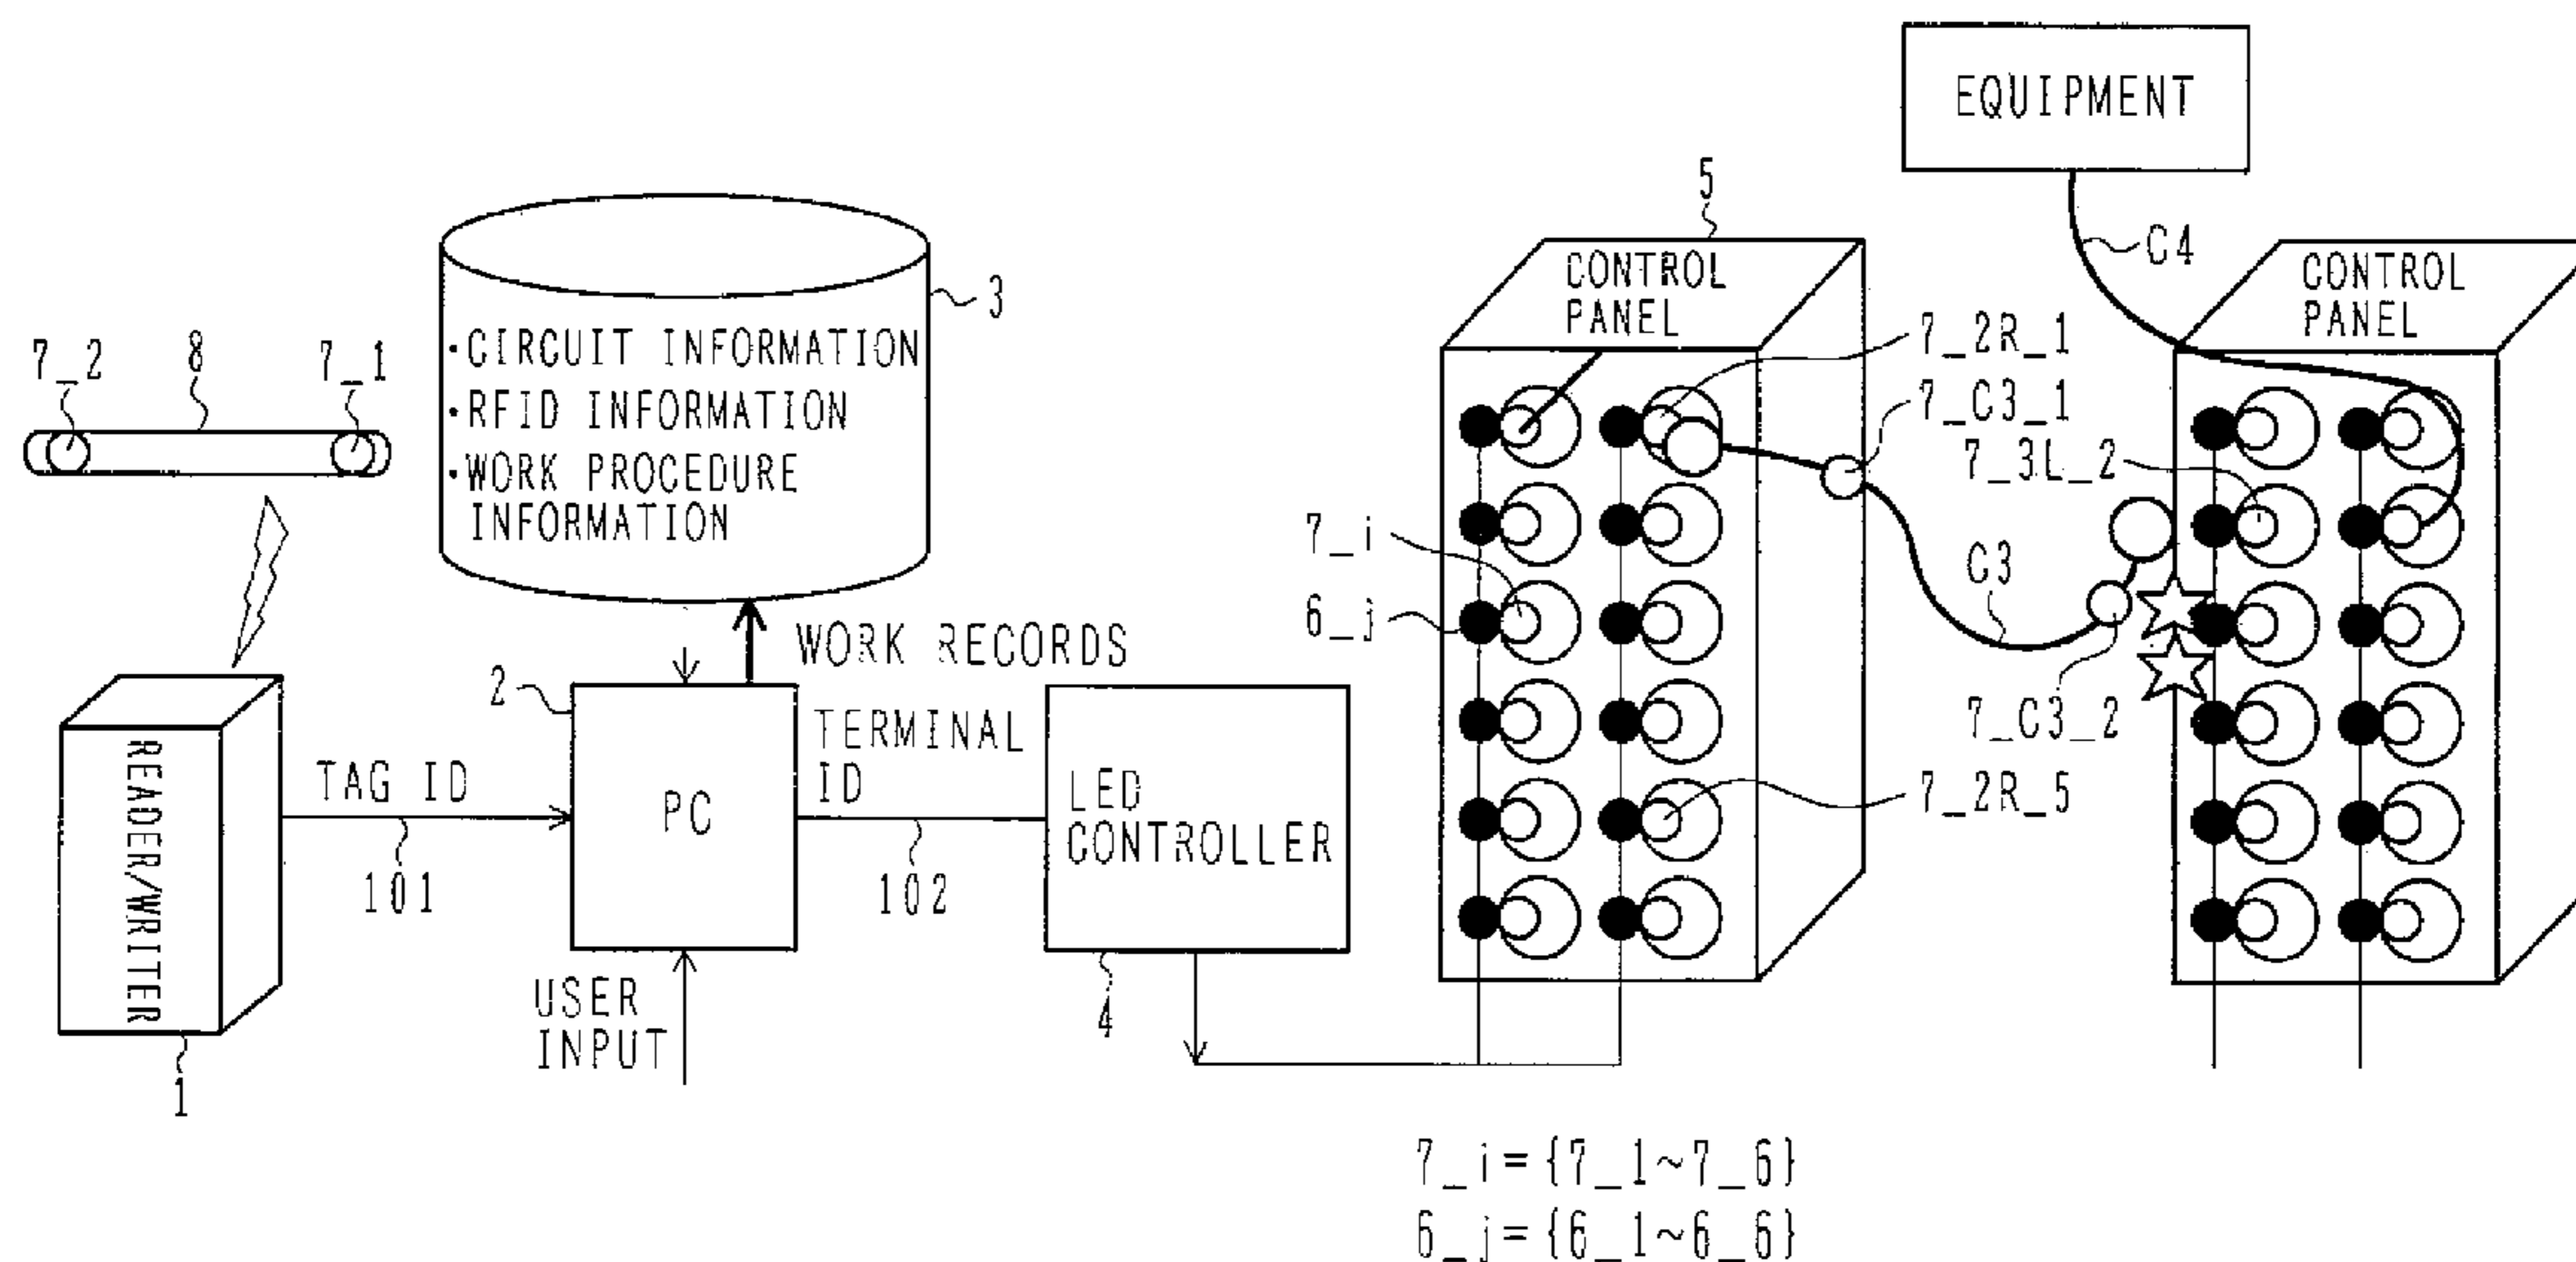 EQUIPMENT
5
C4
CONTROL
PANEL
CONTROL
PANEL
3
7_2R_1
7_C3_1
7_3L_2
7_2
8
7_1
・CIRCUIT INFORMATION
・RFID INFORMATION
・WORK PROCEDURE
INFORMATION
7_i
6_j
C3
WORK RECORDS
2
7_C3_2
TERMINAL
ID
READER/WRITER
TAG ID
101
PC
102
LED
CONTROLLER
7_2R_5
USER
INPUT
4
1
7_i={7_1~7_6}
6_j={6_1~6_6}